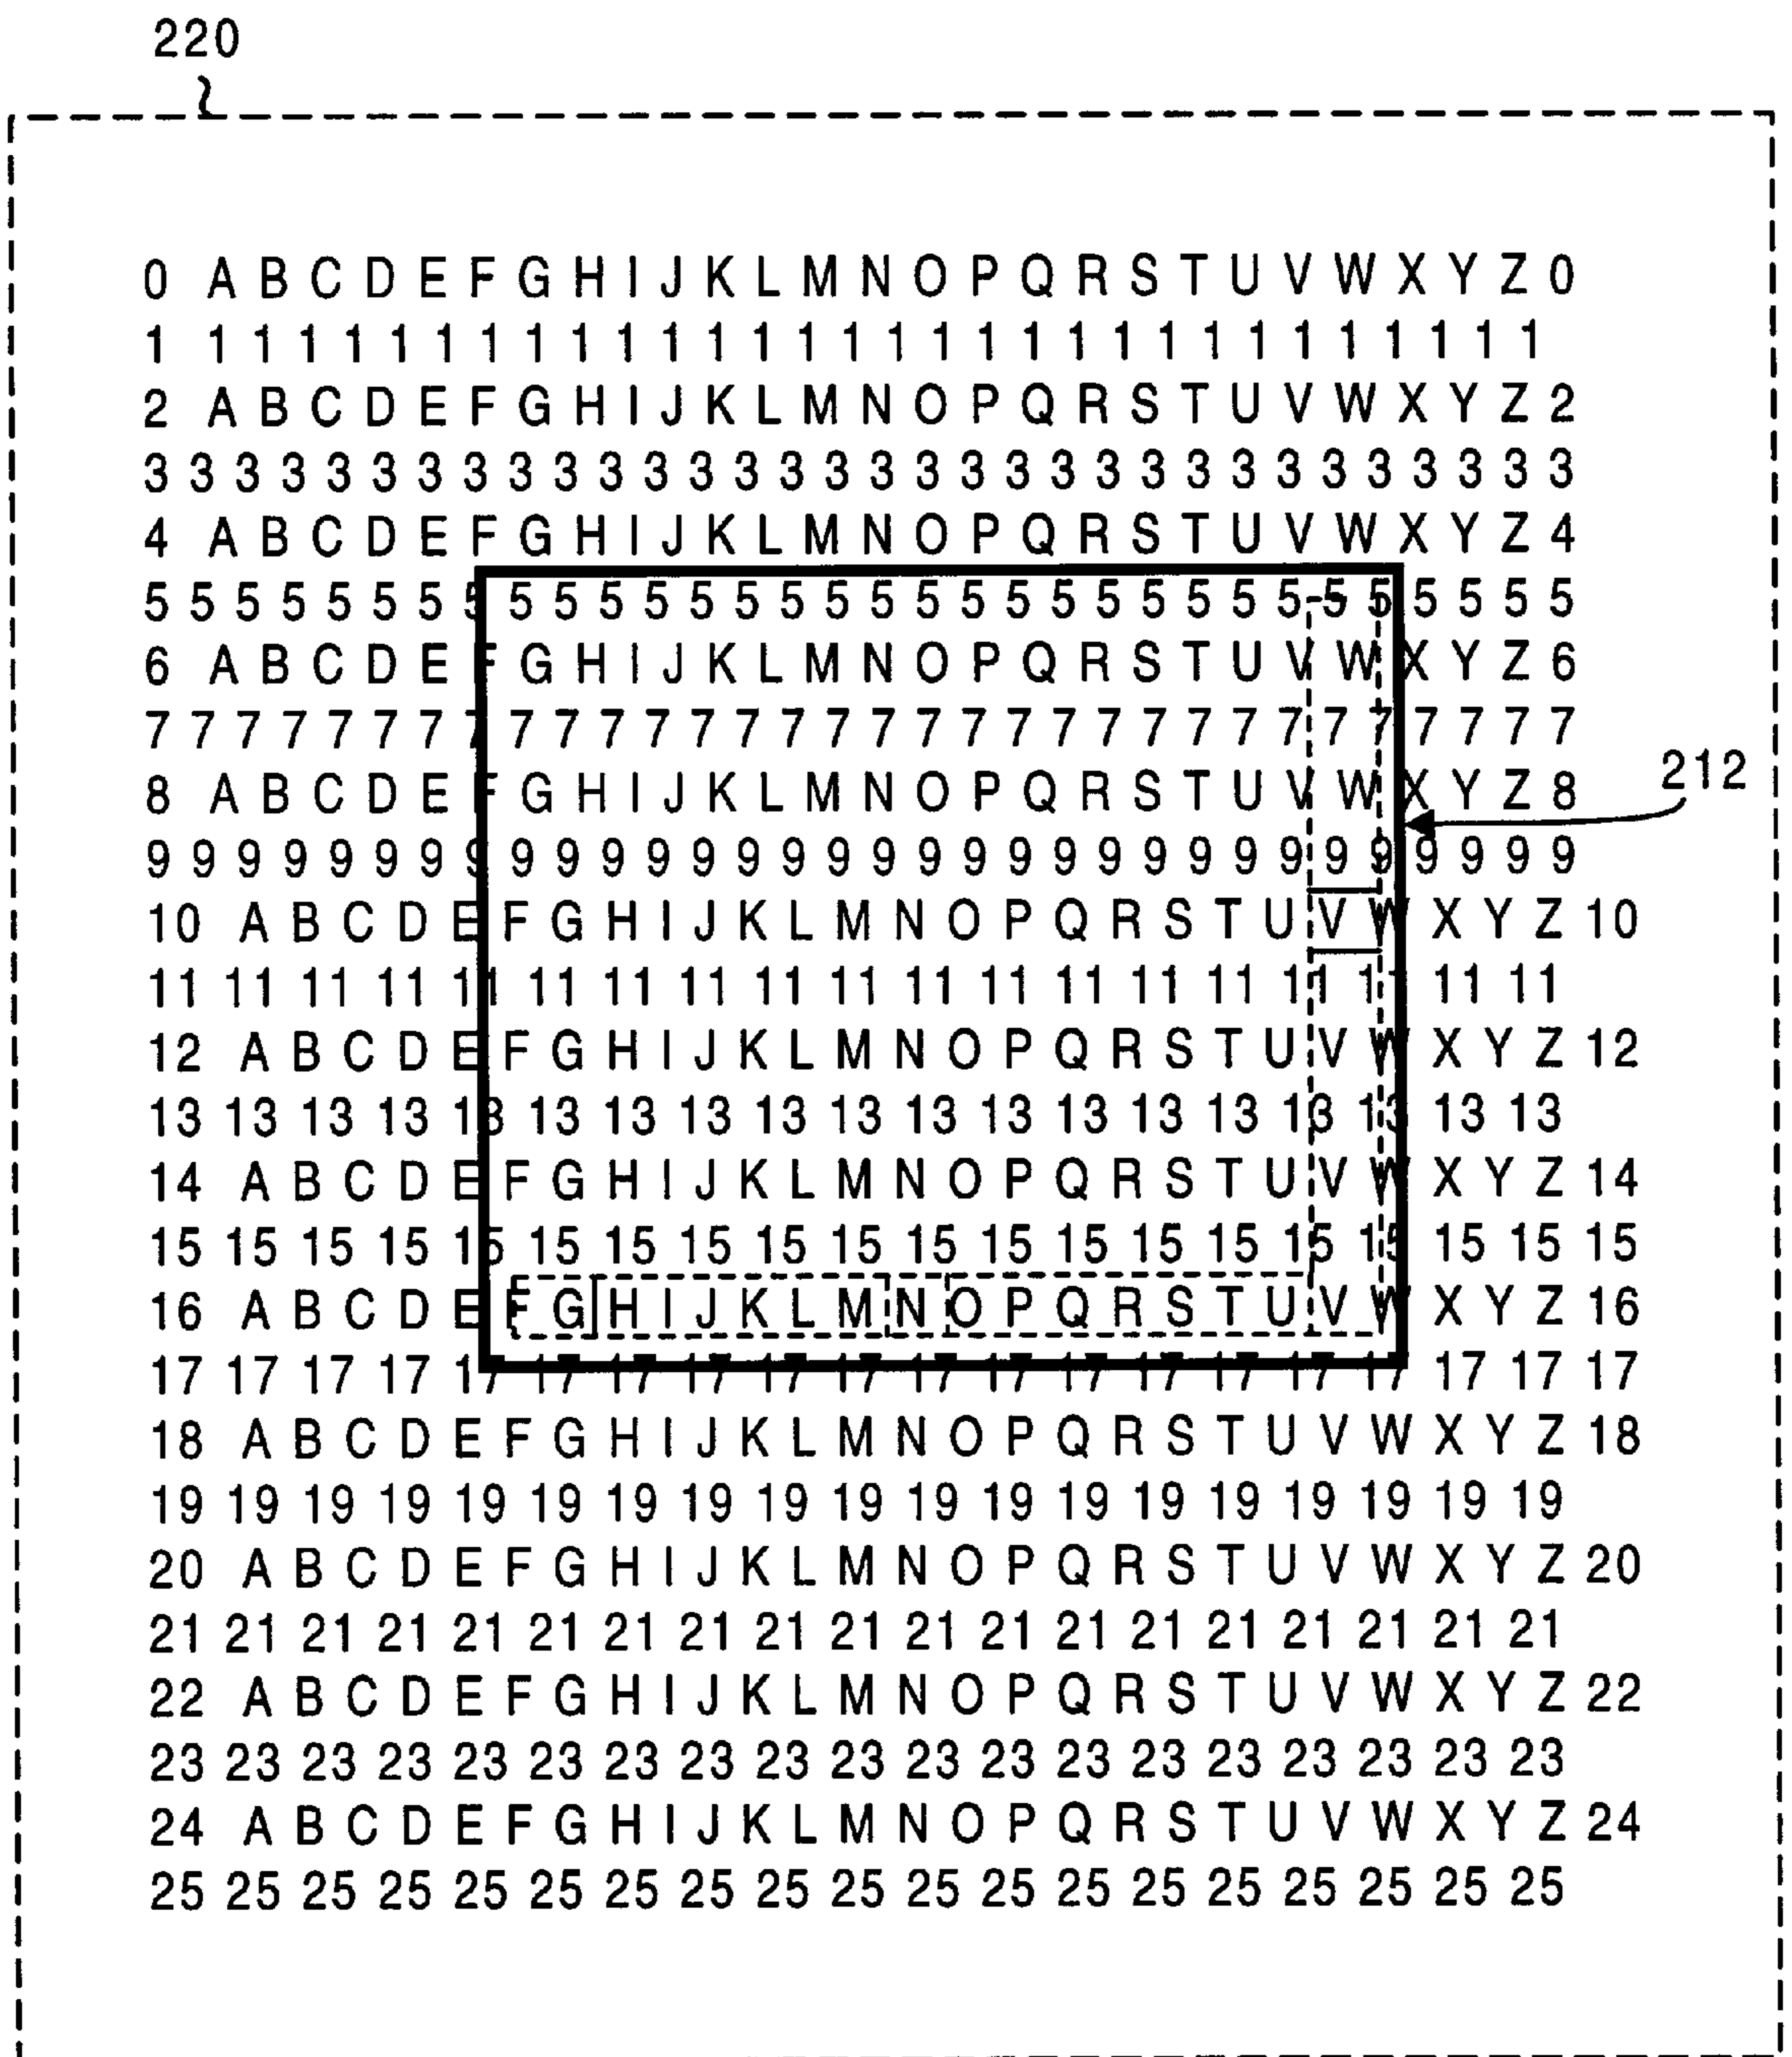 220
0 A B C D E F G H I J K L M N O P Q R S T U V W X Y Z 0
1 1 1 1 1 1 1 1 1 1 1 1 1 1 1 1 1 1 1 1 1 1 1 1 1 1 1 1 1 1 1
2 A B C D E F G H I J K L M N O P Q R S T U V W X Y Z 2
3 3 3 3 3 3 3 3 3 3 3 3 3 3 3 3 3 3 3 3 3 3 3 3 3 3 3 3 3 3 3 3
4 A B C D E F G H I J K L M N O P Q R S T U V W X Y Z 4
5 5 5 5 5 5 5 5 5 5 5 5 5 5 5 5 5 5 5 5 5 5 5 5 5 5 5 5 5 5 5 5
6 A B C D E F G H I J K L M N O P Q R S T U V W X Y Z 6
7 7 7 7 7 7 7 7 7 7 7 7 7 7 7 7 7 7 7 7 7 7 7 7 7 7 7 7 7 7 7 7
212
8 A B C D E F G H I J K L M N O P Q R S T U V W X Y Z 8
9 9 9 9 9 9 9 9 9 9 9 9 9 9 9 9 9 9 9 9 9 9 9 9 9 9 9 9 9 9 9 9
10 A B C D E F G H I J K L M N O P Q R S T U V W X Y Z 10
11 11 11 11 11 11 11 11 11 11 11 11 11 11 11 11 11 11 11
12 A B C D E F G H I J K L M N O P Q R S T U V W X Y Z 12
13 13 13 13 13 13 13 13 13 13 13 13 13 13 13 13 13 13 13
14 A B C D E F G H I J K L M N O P Q R S T U V W X Y Z 14
15 15 15 15 15 15 15 15 15 15 15 15 15 15 15 15 15 15 15 15
16 A B C D E F G H I J K L M N O P Q R S T U V W X Y Z 16
17 17 17 17 17 17 17 17 17 17 17 17 17 17 17 17 17 17 17 17
18 A B C D E F G H I J K L M N O P Q R S T U V W X Y Z 18
19 19 19 19 19 19 19 19 19 19 19 19 19 19 19 19 19 19 19
20 A B C D E F G H I J K L M N O P Q R S T U V W X Y Z 20
21 21 21 21 21 21 21 21 21 21 21 21 21 21 21 21 21 21 21
22 A B C D E F G H I J K L M N O P Q R S T U V W X Y Z 22
23 23 23 23 23 23 23 23 23 23 23 23 23 23 23 23 23 23 23
24 A B C D E F G H I J K L M N O P Q R S T U V W X Y Z 24
25 25 25 25 25 25 25 25 25 25 25 25 25 25 25 25 25 25 25